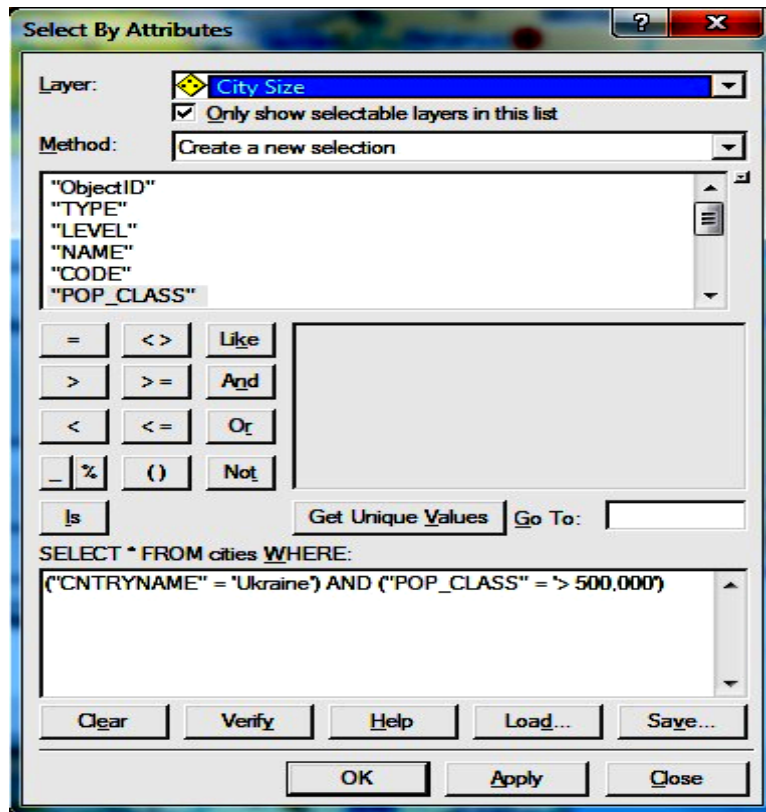 Select By Attributes
?
X
Layer: City Size
Only show selectable layers in this list
Method: Create a new selection
"ObjectID"
"TYPE"
"LEVEL"
"NAME"
"CODE"
"POP_CLASS"
= <> Like
> >= And
< <= Or
_ % () Not
Is Get Unique Values Go To:
SELECT * FROM cities WHERE:
("CNTRYNAME" = 'Ukraine') AND ("POP_CLASS" = '> 500,000')
Clear Verify Help Load... Save...
OK Apply Close